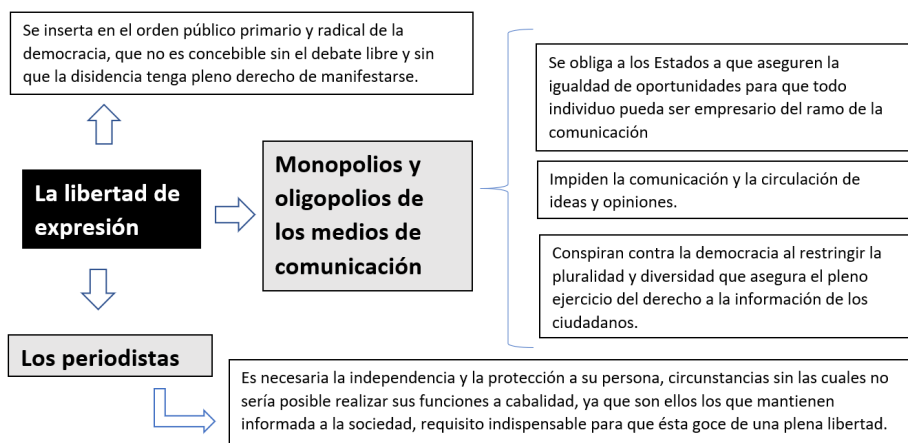 Se inserta en el orden público primario y radical de la
democracia, que no es concebible sin el debate libre y sin
que la disidencia tenga pleno derecho de manifestarse.
La libertad de
expresión
Monopolios y
oligopolios de
los medios de
comunicación
Se obliga a los Estados a que aseguren la
igualdad de oportunidades para que todo
individuo pueda ser empresario del ramo de la
comunicación
Impiden la comunicación y la circulación de
ideas y opiniones.
Conspiran contra la democracia al restringir la
pluralidad y diversidad que asegura el pleno
ejercicio del derecho a la información de los
ciudadanos.
Los periodistas
Es necesaria la independencia y la protección a su persona, circunstancias sin las cuales no
sería posible realizar sus funciones a cabalidad, ya que son ellos los que mantienen
informada a la sociedad, requisito indispensable para que ésta goce de una plena libertad.